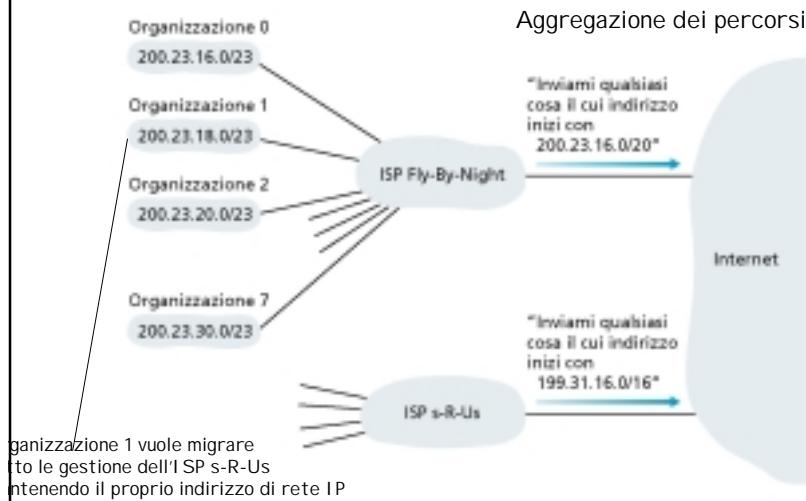 Aggregazione dei percorsi
Organizzazione 0
200.23.16.0/23
Organizzazione 1
200.23.18.0/23
Organizzazione 2
200.23.20.0/23
Organizzazione 7
200.23.30.0/23
ISP Fly-By-Night
"Inviami qualsiasi
cosa il cui indirizzo
inizi con
200.23.16.0/20"
Internet
ISP s-R-Us
"Inviami qualsiasi
cosa il cui indirizzo
inizi con
199.31.16.0/16"
ganizzazione 1 vuole migrare
tto le gestione dell'ISP s-R-Us
ntenendo il proprio indirizzo di rete IP